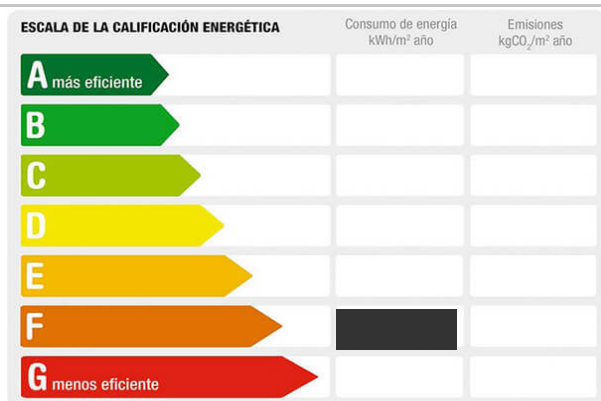 ESCALA DE LA CALIFICACIÓN ENERGÉTICA
Consumo de energía
kWh/m² año
Emisiones
kgCO₂/m² año
A más eficiente
B
C
D
E
F
G menos eficiente